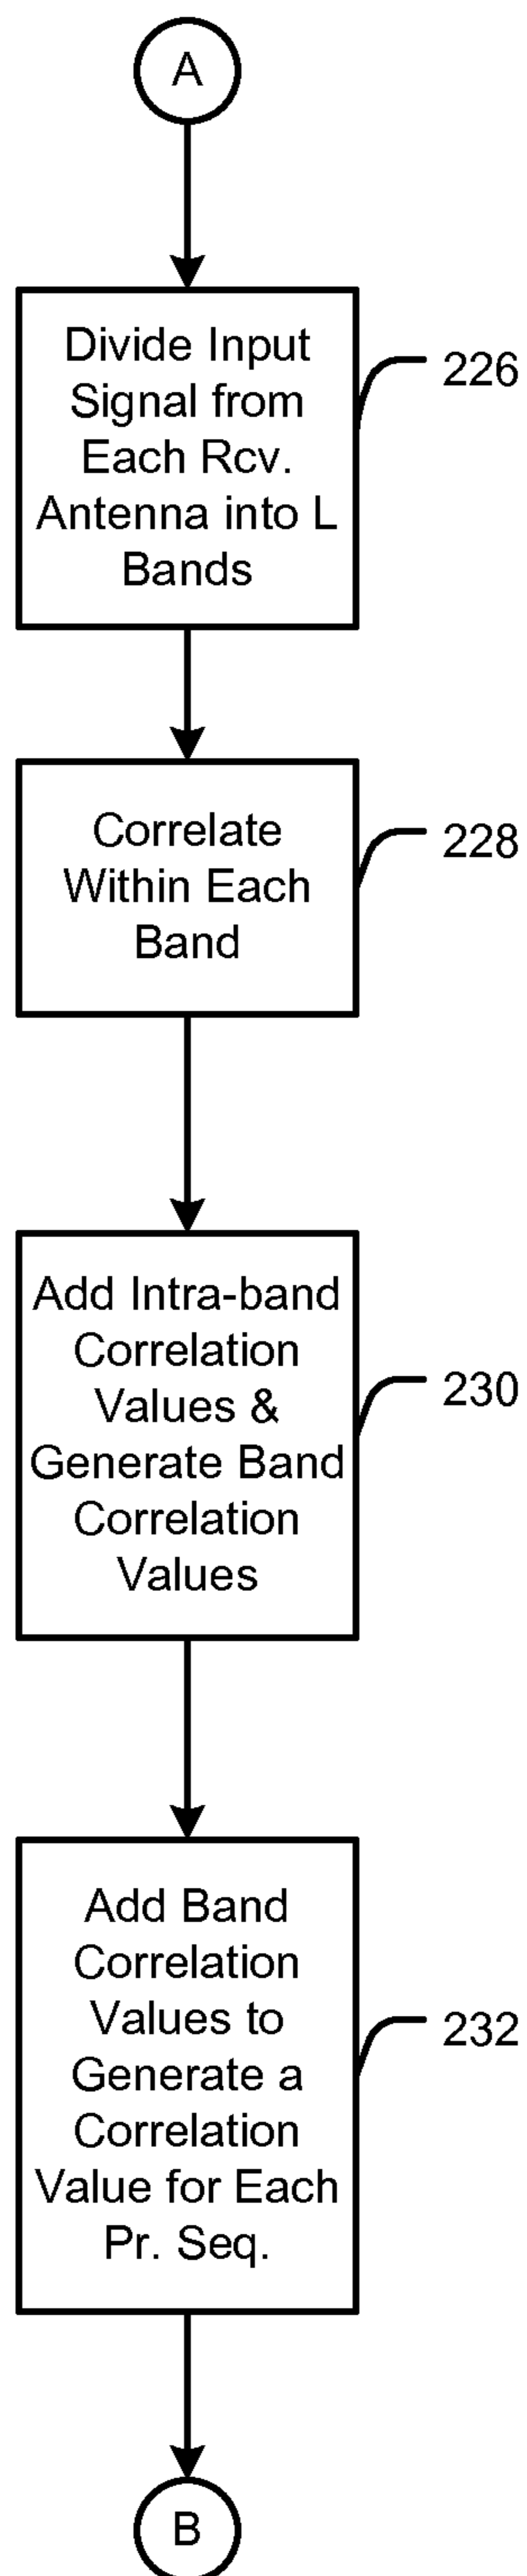 A
Divide Input
Signal from
Each Rcv.
Antenna into L
Bands
226
Correlate
Within Each
Band
228
Add Intra-band
Correlation
Values &
Generate Band
Correlation
Values
230
Add Band
Correlation
Values to
Generate a
Correlation
Value for Each
Pr. Seq.
232
B